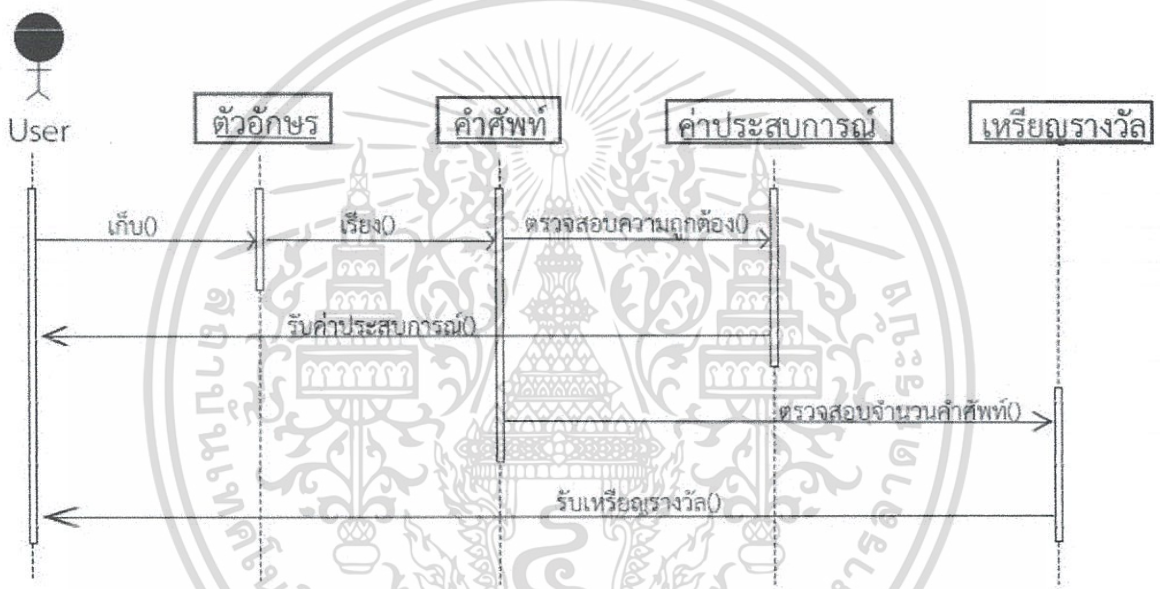 User
ตัวอักษร
คำศัพท์
ค่าประสบการณ์
เหรียญรางวัล
เก็บ()
เรียง()
ตรวจสอบความถูกต้อง()
รับค่าประสบการณ์()
ตรวจสอบจำนวนคำศัพท์()
รับเหรียญรางวัล()